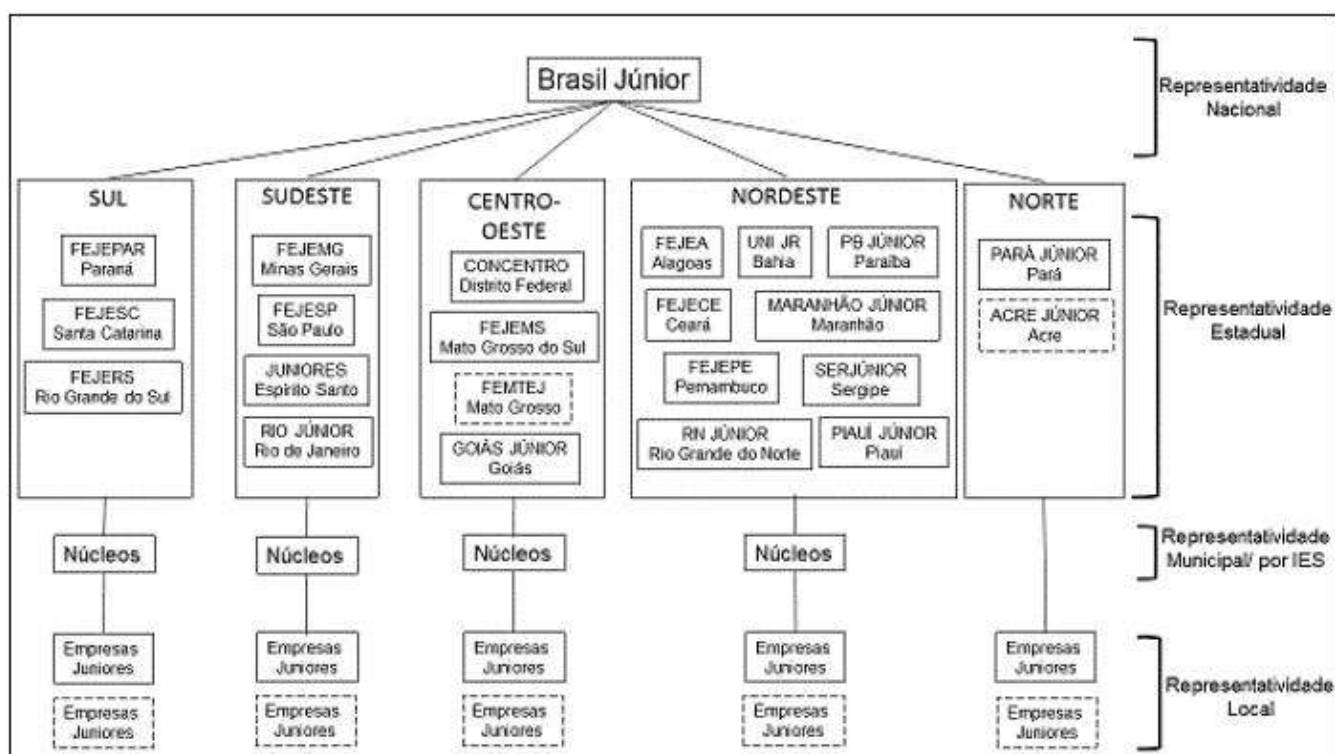 Brasil Júnior
Representatividade
Nacional
SUL
FEJEPAR
Paraná
FEJESC
Santa Catarina
FEJERS
Rio Grande do Sul
SUDESTE
FEJEMG
Minas Gerais
FEJESP
São Paulo
JUNIORES
Espírito Santo
RIO JÚNIOR
Rio de Janeiro
CENTRO-
OESTE
CONCENTRO
Distrito Federal
FEJEMS
Mato Grosso do Sul
FEMTEJ
Mato Grosso
GOIÁS JÚNIOR
Goiás
NORDESTE
FEJEA
Alagoas
UNI JR
Bahia
PB JÚNIOR
Paraíba
FEJECE
Ceará
MARANHÃO JÚNIOR
Maranhão
FEJEPE
Pernambuco
SERJÚNIOR
Sergipe
RN JÚNIOR
Rio Grande do Norte
PIAUÍ JÚNIOR
Piauí
NORTE
PARÁ JÚNIOR
Pará
ACRE JÚNIOR
Acre
Representatividade
Estadual
Núcleos
Núcleos
Núcleos
Núcleos
Representatividade
Municipal/ por IES
Empresas
Juniores
Empresas
Juniores
Empresas
Juniores
Empresas
Juniores
Empresas
Juniores
Empresas
Juniores
Empresas
Juniores
Empresas
Juniores
Empresas
Juniores
Empresas
Juniores
Representatividade
Local